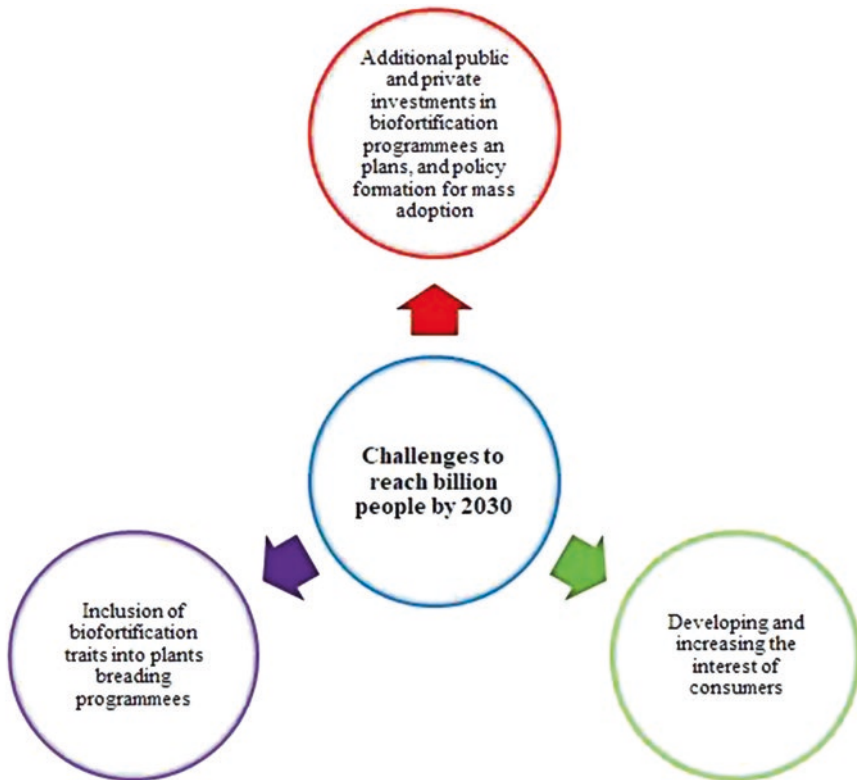 Additional public
and private
investments in
biofortification
programmees an
plans, and policy
formation for mass
adoption
Challenges to
reach billion
people by 2030
Inclusion of
biofortification
traits into plants
breading
programmees
Developing and
increasing the
interest of
consumers